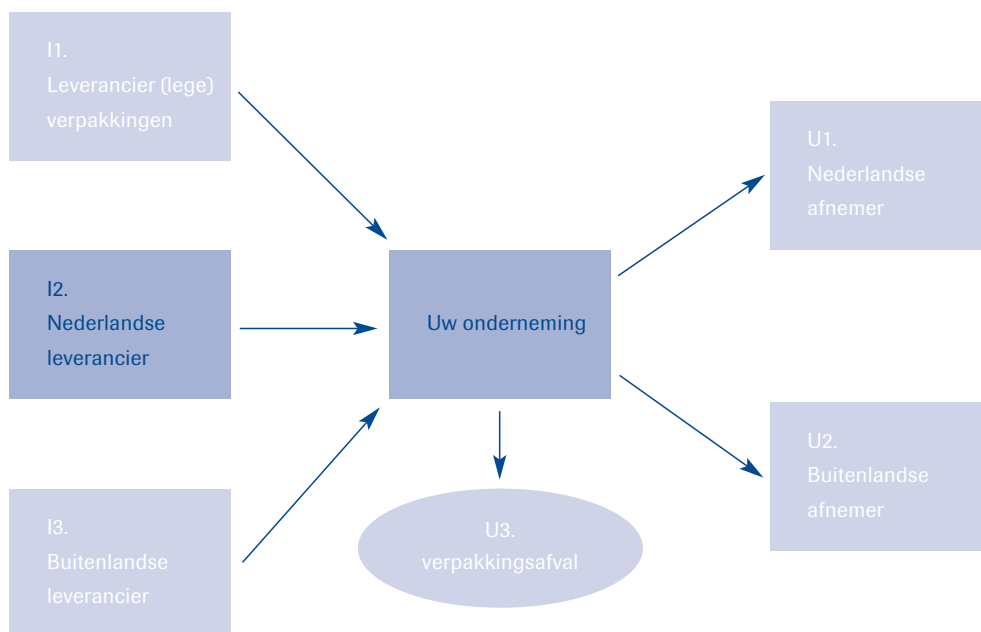 I1.
Leverancier (lege)
verpakkingen
I2.
Nederlandse
leverancier
I3.
Buitenlandse
leverancier
Uw onderneming
U3.
verpakkingsafval
U1.
Nederlandse
afnemer
U2.
Buitenlandse
afnemer